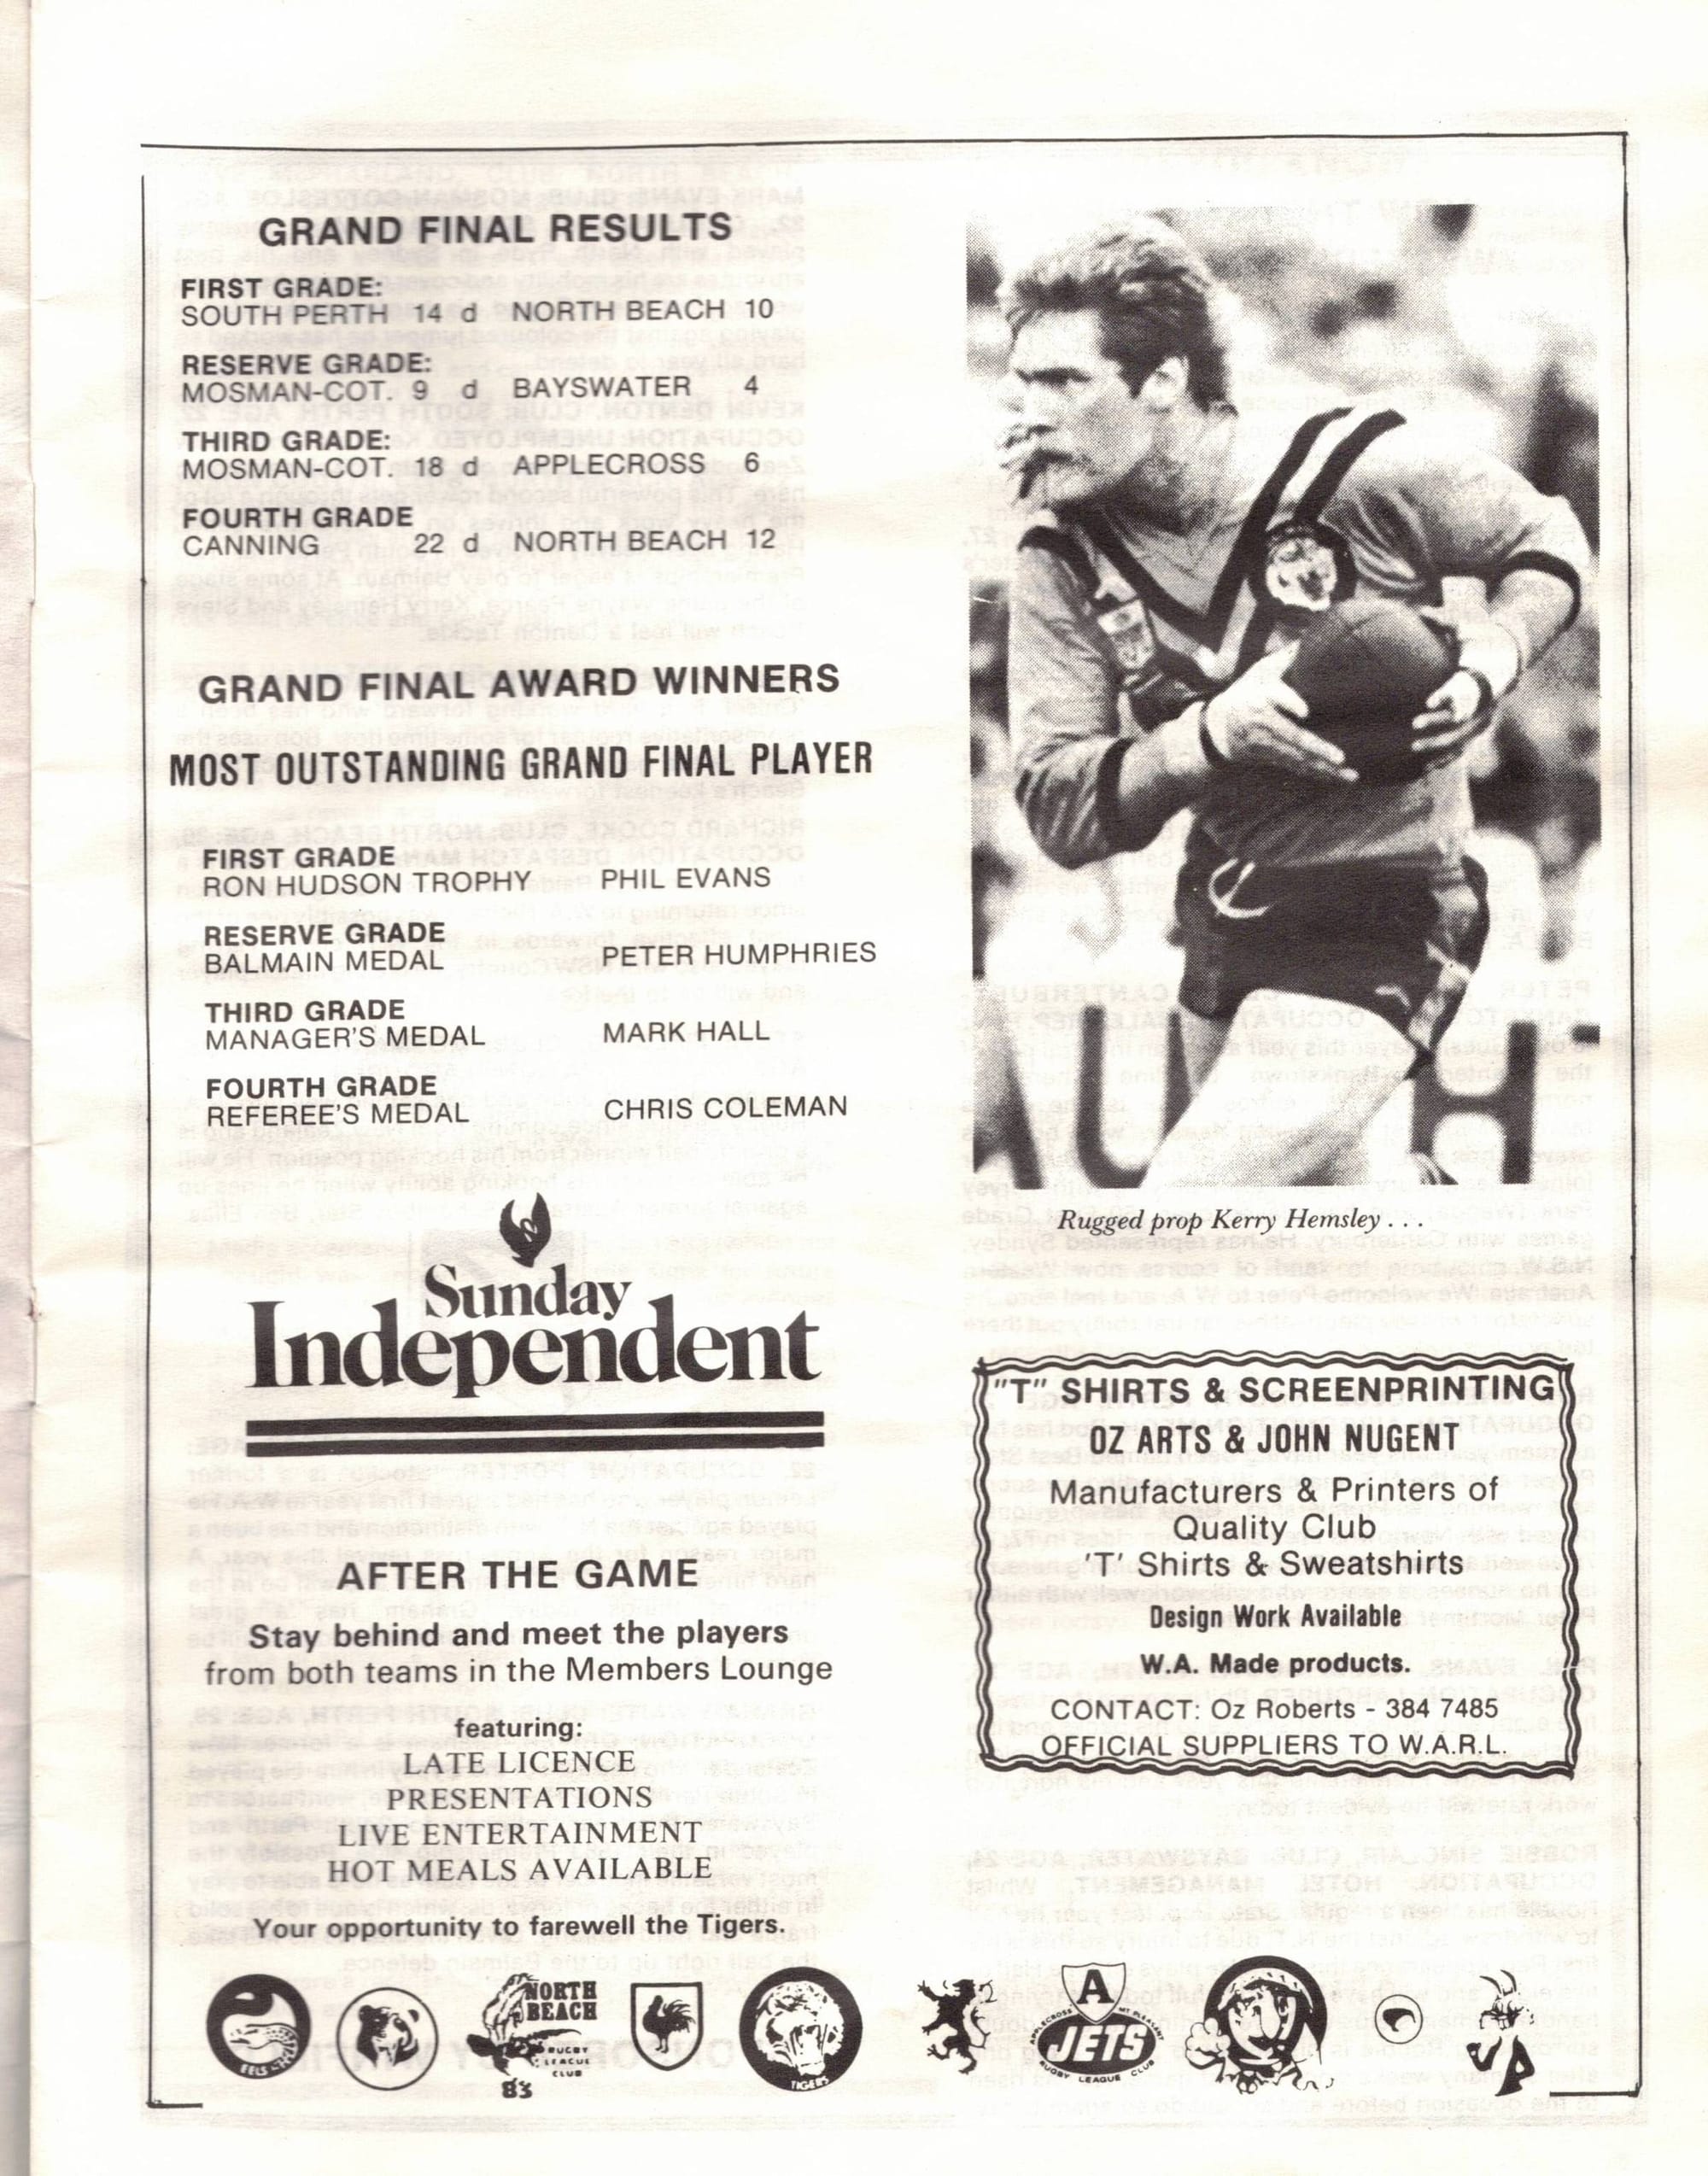 GRAND FINAL RESULTS
FIRST GRADE:
SOUTH PERTH 14 d NORTH BEACH 10
RESERVE GRADE:
MOSMAN-COT. 9 d BAYSWATER 4
THIRD GRADE:
MOSMAN-COT. 18 d APPLECROSS 6
FOURTH GRADE
CANNING 22 d NORTH BEACH 12
GRAND FINAL AWARD WINNERS
MOST OUTSTANDING GRAND FINAL PLAYER
FIRST GRADE
RON HUDSON TROPHY PHIL EVANS
RESERVE GRADE
BALMAIN MEDAL PETER HUMPHRIES
THIRD GRADE
MANAGER'S MEDAL MARK HALL
FOURTH GRADE
REFEREE'S MEDAL CHRIS COLEMAN
Sunday
Independent
AFTER THE GAME
Stay behind and meet the players
from both teams in the Members Lounge
featuring:
LATE LICENCE
PRESENTATIONS
LIVE ENTERTAINMENT
HOT MEALS AVAILABLE
Your opportunity to farewell the Tigers.
Rugged prop Kerry Hemsley . . .
"T" SHIRTS & SCREENPRINTING
OZ ARTS & JOHN NUGENT
Manufacturers & Printers of
Quality Club
'T' Shirts & Sweatshirts
Design Work Available
W.A. Made products.
CONTACT: Oz Roberts - 384 7485
OFFICIAL SUPPLIERS TO W.A.R.L.
NORTH
BEACH
RUGBY
LEAGUE
CLUB
83
TIGERS
A
APPLECROSS MT PLEASANT
JETS
RUGBY LEAGUE CLUB